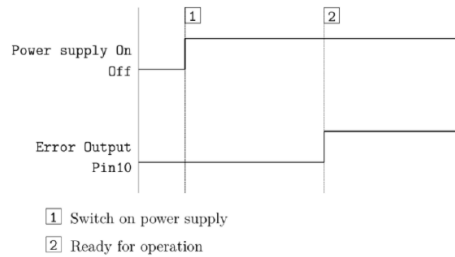 1 2
Power supply On
Off
Error Output
Pin10
1 Switch on power supply
2 Ready for operation